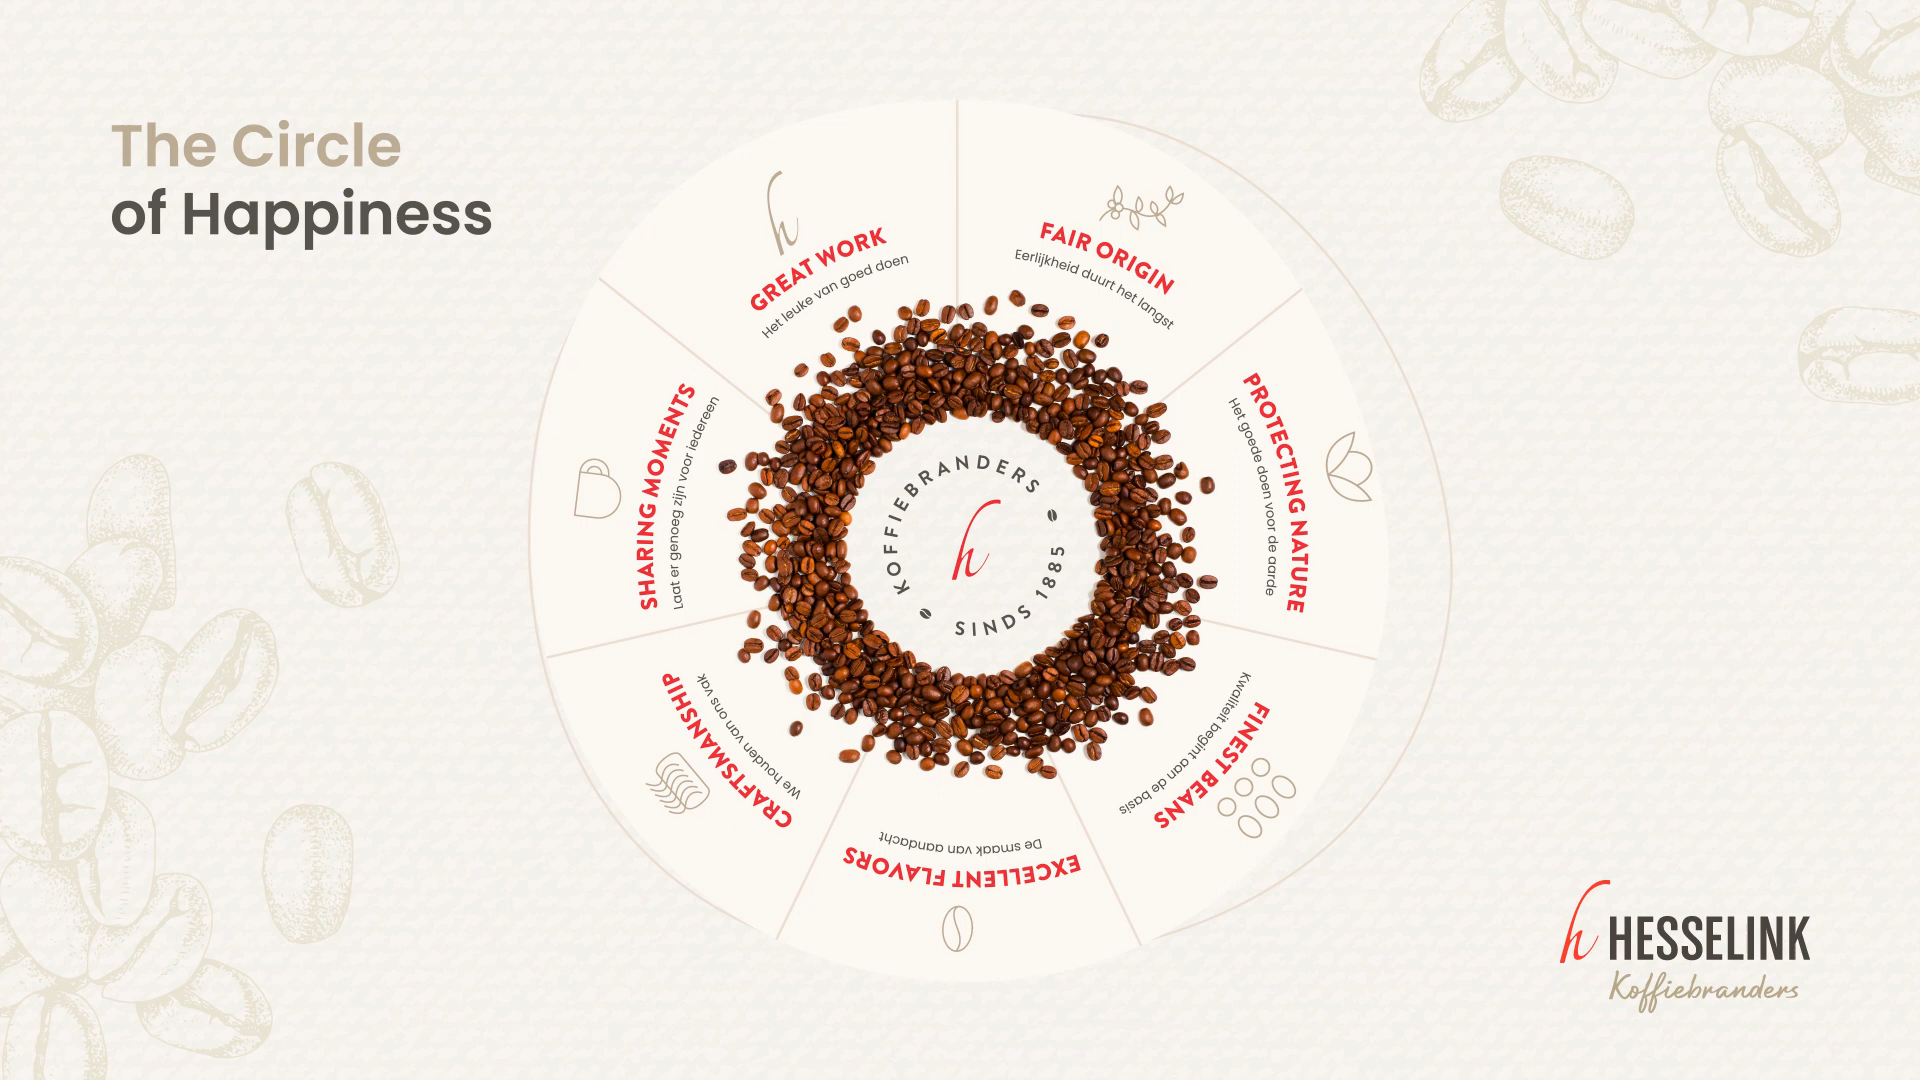 The Circle
of Happiness
FAIR ORIGIN
Eerlijkheid duurt het langst
PROTECTING NATURE
Het goede doen voor de aarde
FINEST BEANS
Kwaliteit begint aan de basis
EXCELLENT FLAVORS
De smaak van aandacht
CRAFTSMANSHIP
We houden van ons vak
SHARING MOMENTS
Laat er genoeg zijn voor iedereen
h
GREAT WORK
Het leuke van goed doen
KOFFIEBRANDERS
h
SINDS 1885
h HESSELINK
Koffiebranders